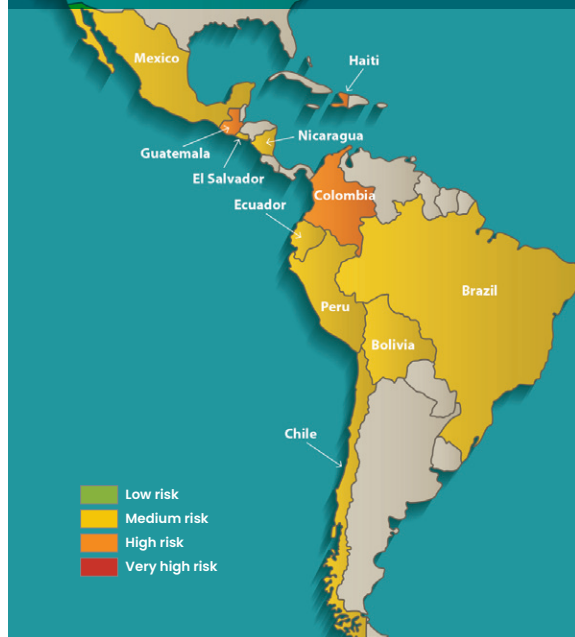 Mexico
Haiti
Guatemala
Nicaragua
El Salvador
Colombia
Ecuador
Brazil
Peru
Bolivia
Chile
Low risk
Medium risk
High risk
Very high risk